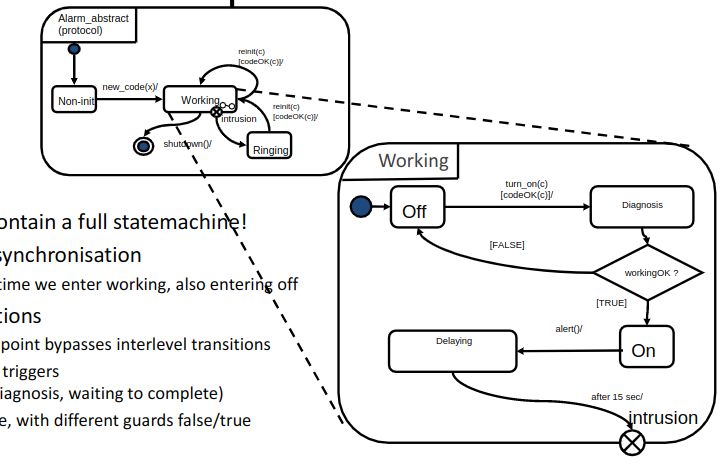 Alarm_abstract
(protocol)
reinit(c)
[codeOK(c)]/
new_code(x)/
Non-init
Working
reinit(c)
[codeOK(c)]/
intrusion
shutdown()/
Ringing
Working
turn_on(c)
[codeOK(c)]/
Off
Diagnosis
[FALSE]
workingOK ?
[TRUE]
alert()/
Delaying
On
after 15 sec/
intrusion
ontain a full statemachine!
synchronisation
time we enter working, also entering off
tions
point bypasses interlevel transitions
triggers
iagnosis, waiting to complete)
e, with different guards false/true